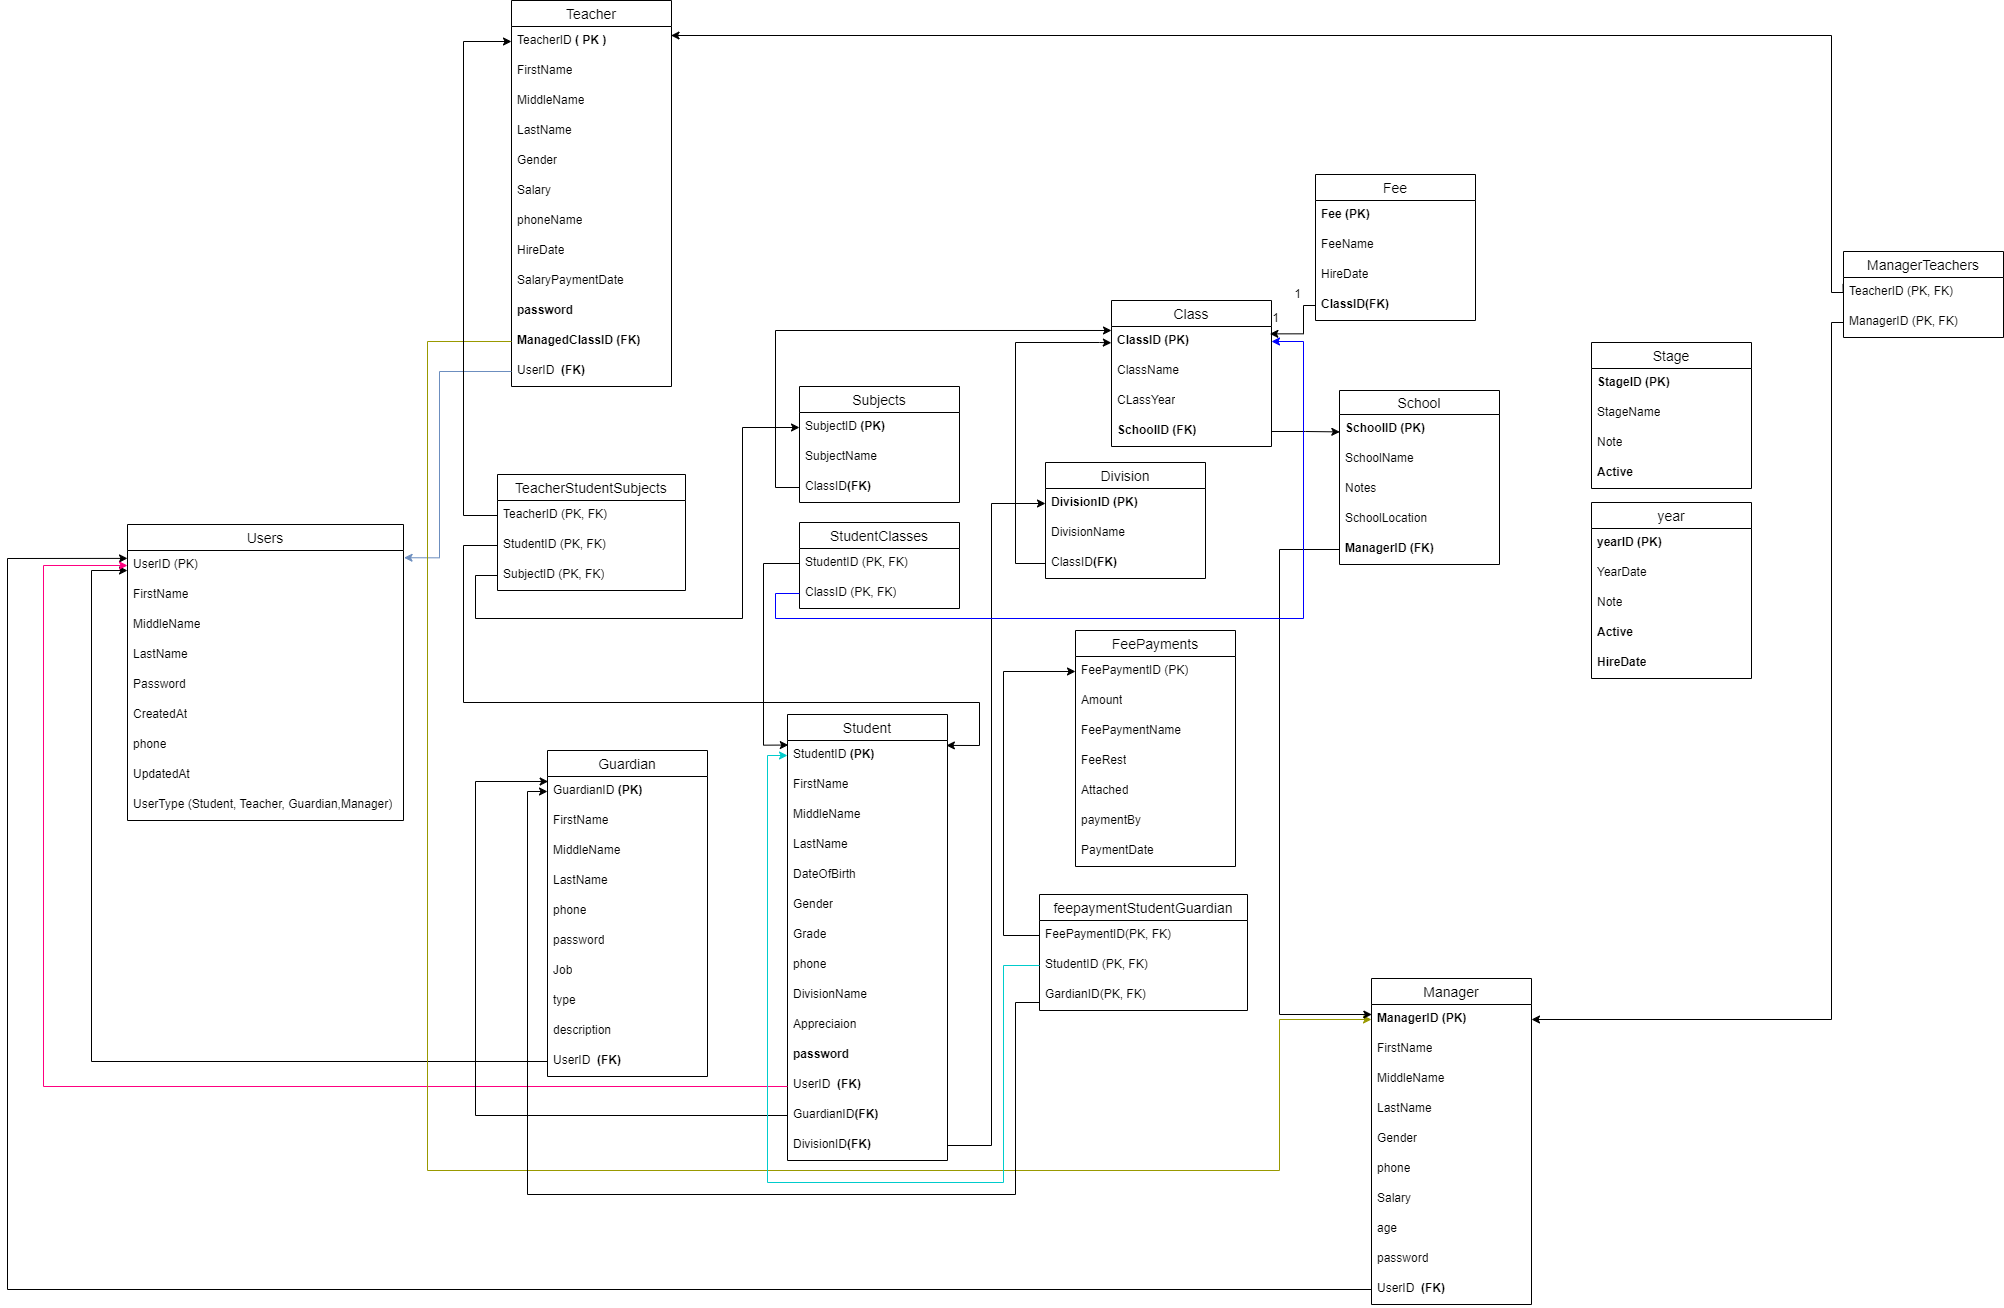 Teacher
TeacherID ( PK )
FirstName
MiddleName
LastName
Gender
Salary
phoneName
HireDate
SalaryPaymentDate
password
ManagedClassID (FK)
UserID (FK)
Fee
Fee (PK)
FeeName
HireDate
ClassID(FK)
1
1
ManagerTeachers
TeacherID (PK, FK)
ManagerID (PK, FK)
Class
ClassID (PK)
ClassName
CLassYear
SchoolID (FK)
Stage
StageID (PK)
StageName
Note
Active
Subjects
SubjectID (PK)
SubjectName
ClassID(FK)
School
SchoolID (PK)
SchoolName
Notes
SchoolLocation
ManagerID (FK)
Division
DivisionID (PK)
DivisionName
ClassID(FK)
TeacherStudentSubjects
TeacherID (PK, FK)
StudentID (PK, FK)
SubjectID (PK, FK)
year
yearID (PK)
YearDate
Note
Active
HireDate
StudentClasses
StudentID (PK, FK)
ClassID (PK, FK)
Users
UserID (PK)
FirstName
MiddleName
LastName
Password
CreatedAt
phone
UpdatedAt
UserType (Student, Teacher, Guardian,Manager)
FeePayments
FeePaymentID (PK)
Amount
FeePaymentName
FeeRest
Attached
paymentBy
PaymentDate
Student
StudentID (PK)
FirstName
MiddleName
LastName
DateOfBirth
Gender
Grade
phone
DivisionName
Appreciaion
password
UserID (FK)
GuardianID(FK)
DivisionID(FK)
Guardian
GuardianID (PK)
FirstName
MiddleName
LastName
phone
password
Job
type
description
UserID (FK)
feepaymentStudentGuardian
FeePaymentID(PK, FK)
StudentID (PK, FK)
GardianID(PK, FK)
Manager
ManagerID (PK)
FirstName
MiddleName
LastName
Gender
phone
Salary
age
password
UserID (FK)